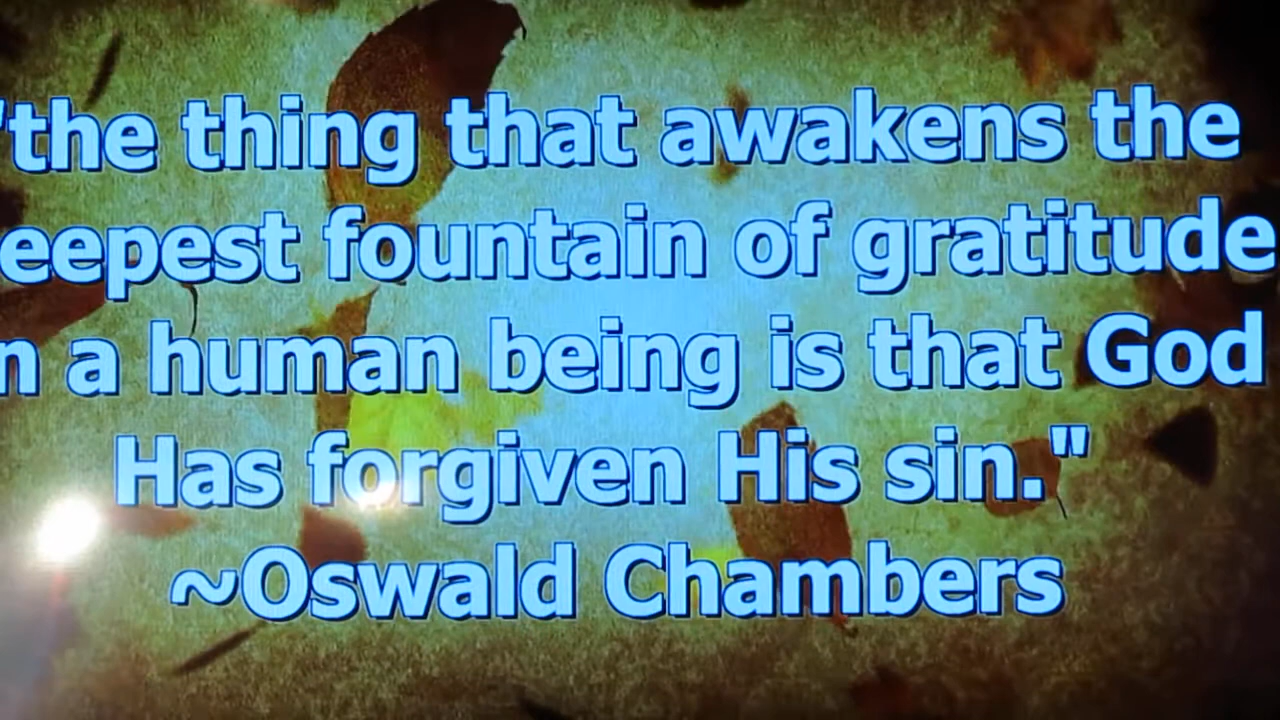 "the thing that awakens the
eepest fountain of gratitude
n a human being is that God
Has forgiven His sin."
~Oswald Chambers